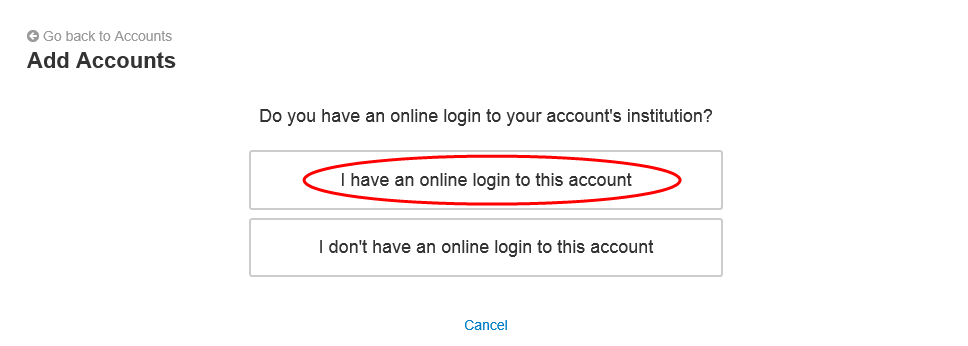 Go back to Accounts
Add Accounts
Do you have an online login to your account's institution?
I have an online login to this account
I don't have an online login to this account
Cancel